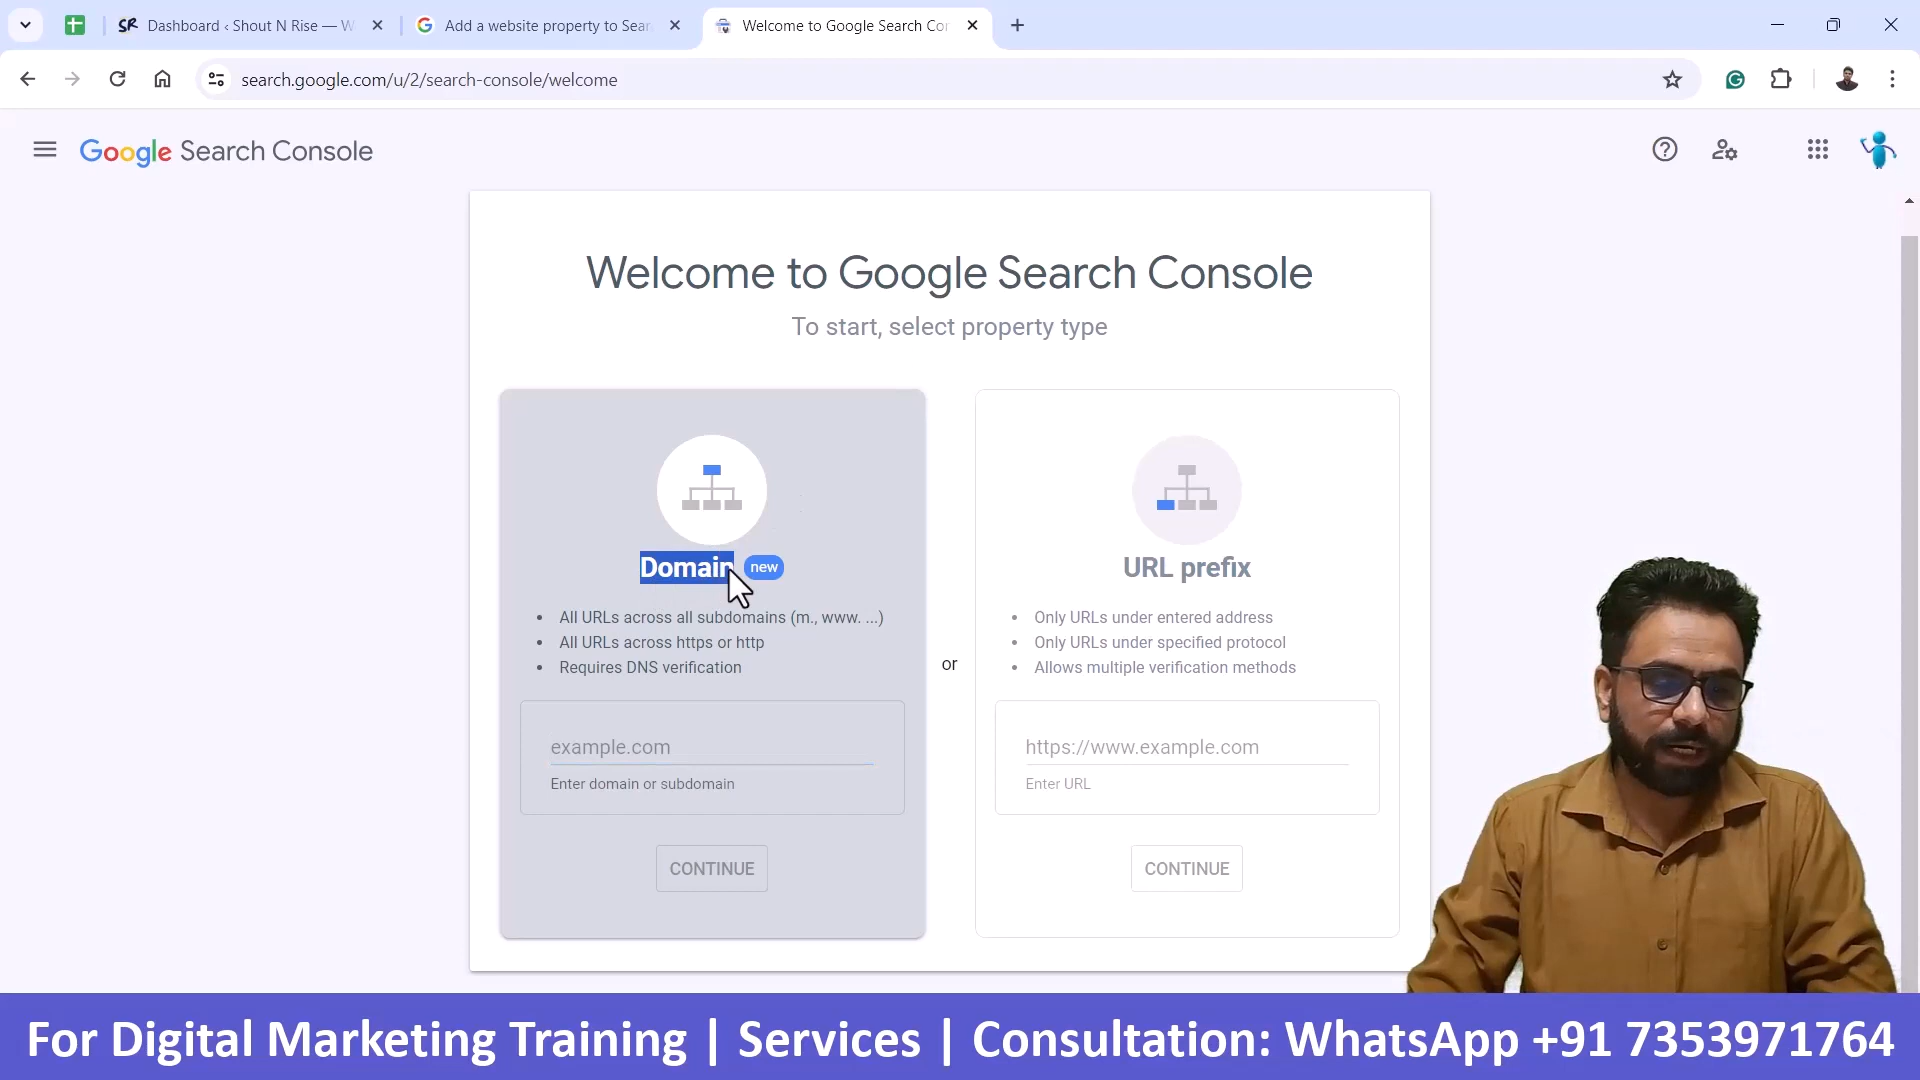 SR Dashboard ‹ Shout N Rise — W
Add a website property to Sear
Welcome to Google Search Con
search.google.com/u/2/search-console/welcome
Google Search Console
Welcome to Google Search Console
To start, select property type
Domain new
• All URLs across all subdomains (m., www. ...)
• All URLs across https or http
• Requires DNS verification
example.com
Enter domain or subdomain
CONTINUE
or
URL prefix
• Only URLs under entered address
• Only URLs under specified protocol
• Allows multiple verification methods
https://www.example.com
Enter URL
CONTINUE
For Digital Marketing Training | Services | Consultation: WhatsApp +91 7353971764